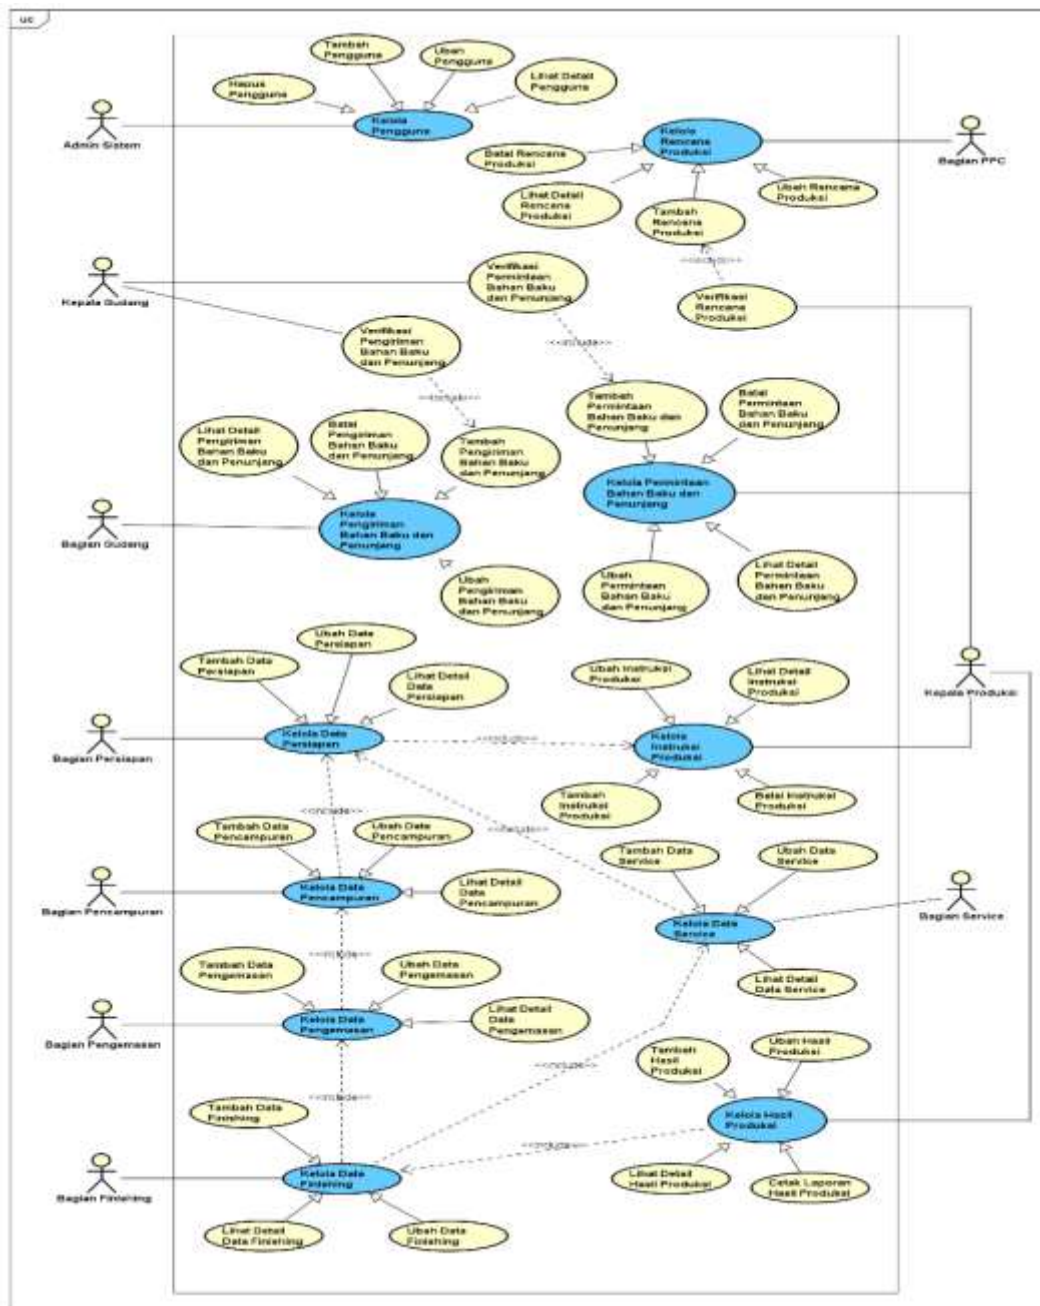 uc
Tambah
Pengguna
Ubah
Pengguna
Hapus
Pengguna
Lihat Detail
Pengguna
Kelola
Pengguna
Admin Sistem
Kelola
Rencana
Produksi
Bagian PPC
Batal Rencana
Produksi
Lihat Detail
Rencana
Produksi
Tambah
Rencana
Produksi
Ubah Rencana
Produksi
<<include>>
Verifikasi
Permintaan
Bahan Baku
dan Penunjang
Verifikasi
Rencana
Produksi
Kepala Gudang
Verifikasi
Pengiriman
Bahan Baku
dan Penunjang
<<include>>
<<include>>
Tambah
Permintaan
Bahan Baku dan
Penunjang
Batal
Permintaan
Bahan Baku
dan Penunjang
Lihat Detail
Pengiriman
Bahan Baku
dan Penunjang
Batal
Pengiriman
Bahan Baku
dan Penunjang
Tambah
Pengiriman
Bahan Baku
dan Penunjang
Kelola Permintaan
Bahan Baku dan
Penunjang
Kelola
Pengiriman
Bahan Baku dan
Penunjang
Bagian Gudang
Ubah
Pengiriman
Bahan Baku
dan Penunjang
Ubah
Permintaan
Bahan Baku
dan Penunjang
Lihat Detail
Permintaan
Bahan Baku
dan Penunjang
Ubah Data
Persiapan
Tambah Data
Persiapan
Lihat Detail
Data
Persiapan
Ubah Instruksi
Produksi
Lihat Detail
Instruksi
Produksi
Kepala Produksi
Kelola Data
Persiapan
<<include>>
Kelola
Instruksi
Produksi
Bagian Persiapan
Tambah
Instruksi
Produksi
Batal Instruksi
Produksi
<<include>>
<<include>>
Tambah Data
Pencampuran
Ubah Data
Pencampuran
Tambah Data
Service
Ubah Data
Service
Kelola Data
Pencampuran
Lihat Detail
Data
Pencampuran
Bagian Pencampuran
Kelola Data
Service
Bagian Service
<<include>>
Tambah Data
Pengemasan
Ubah Data
Pengemasan
Lihat Detail
Data Service
Kelola Data
Pengemasan
Lihat Detail
Data
Pengemasan
Bagian Pengemasan
<<include>>
Tambah
Hasil
Produksi
Ubah Hasil
Produksi
<<include>>
Tambah Data
Finishing
Kelola Hasil
Produksi
<<include>>
Kelola Data
Finishing
Lihat Detail
Hasil Produksi
Cetak Laporan
Hasil Produksi
Bagian Finishing
Lihat Detail
Data Finishing
Ubah Data
Finishing